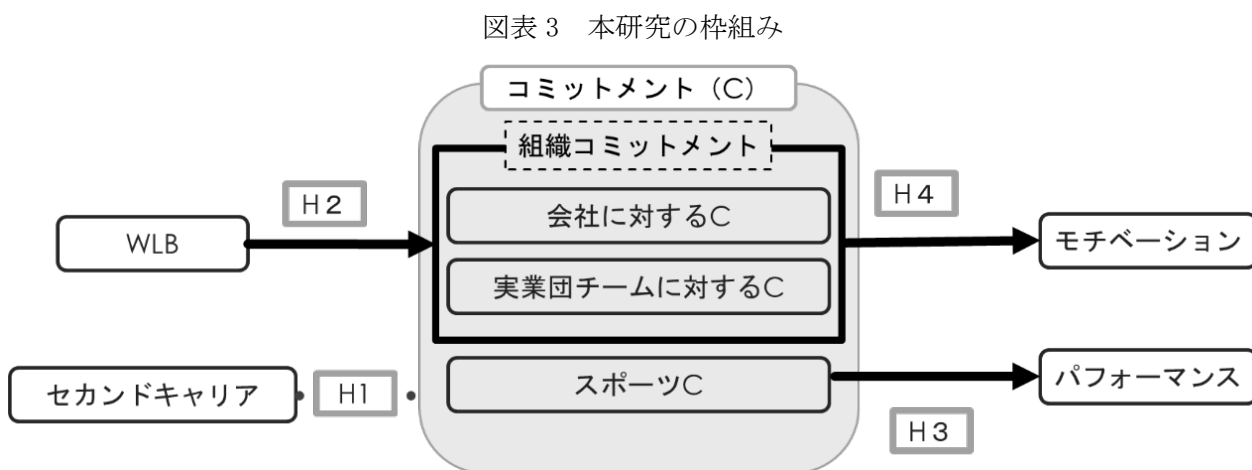 図表 3 本研究の枠組み
コミットメント（C）
組織コミットメント
H２
H４
会社に対するC
WLB
モチベーション
実業団チームに対するC
セカンドキャリア
H1
スポーツC
パフォーマンス
H３